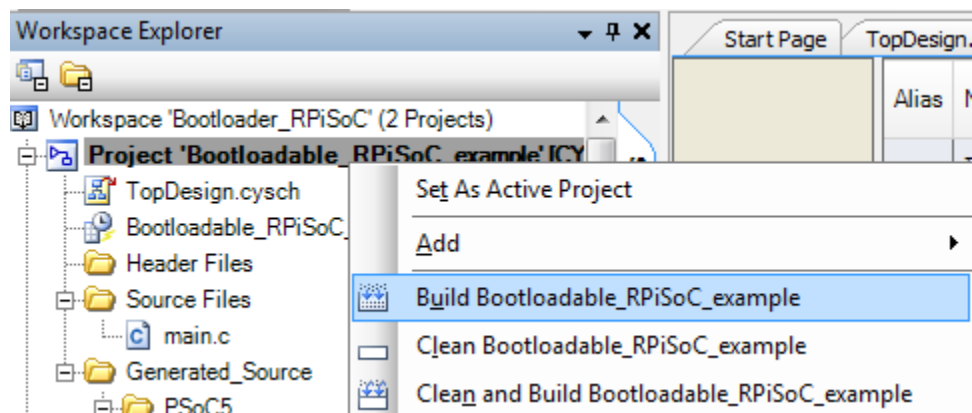 Workspace Explorer
Start Page
TopDesign.
Alias
Workspace 'Bootloader_RPiSoC' (2 Projects)
Project 'Bootloadable_RPiSoC_example' [CY
TopDesign.cysch
Bootloadable_RPiSoC_
Header Files
Source Files
main.c
Generated_Source
PSoC5
Set As Active Project
Add
Build Bootloadable_RPiSoC_example
Clean Bootloadable_RPiSoC_example
Clean and Build Bootloadable_RPiSoC_example